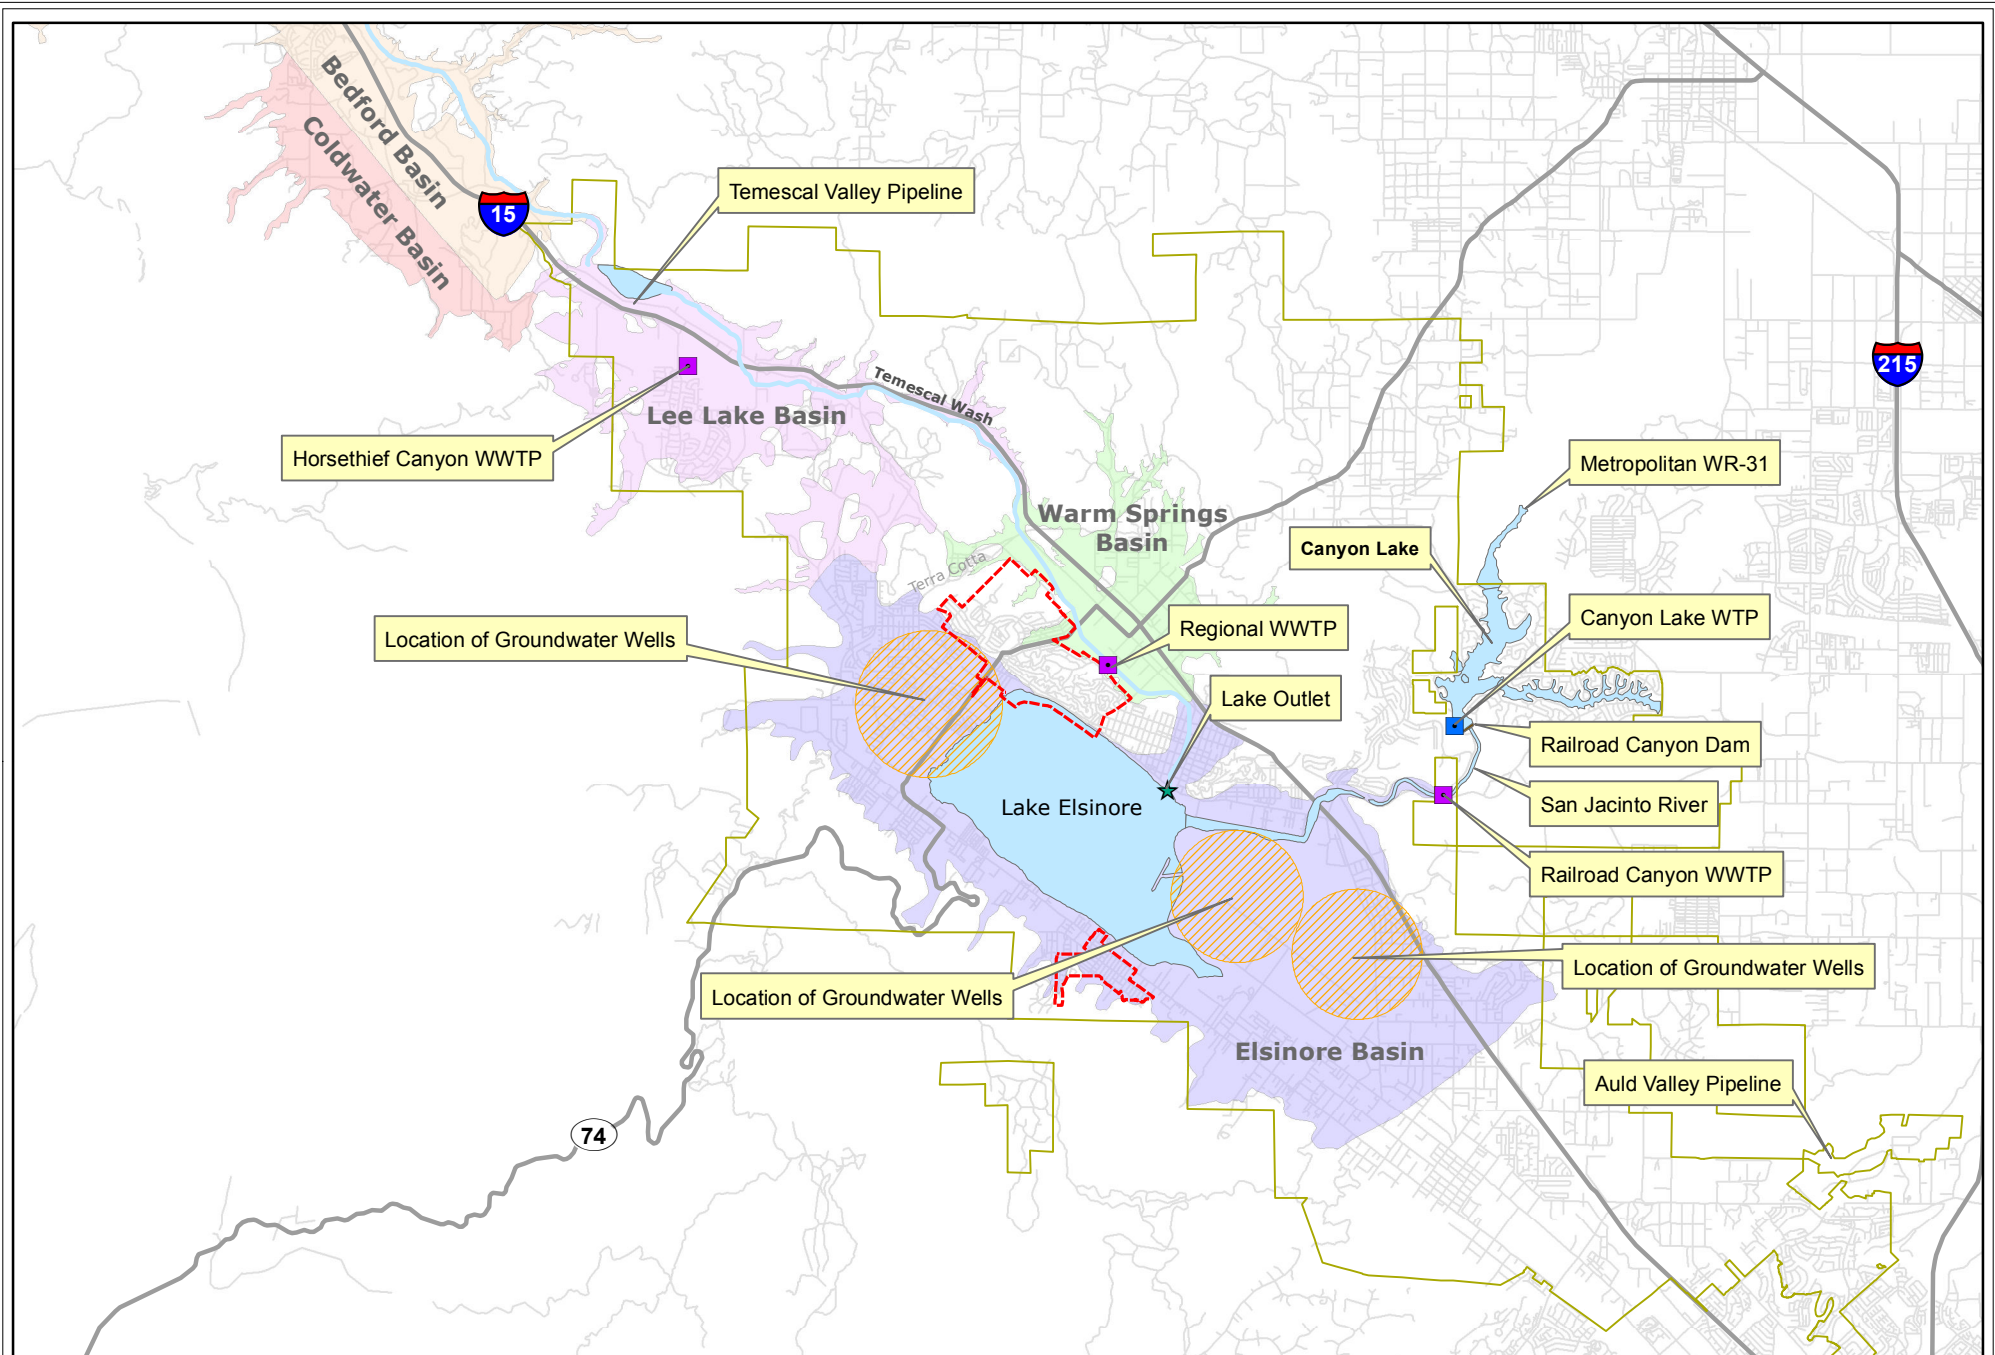 Bedford Basin
Coldwater Basin
15
Temescal Valley Pipeline
215
Temescal Wash
Lee Lake Basin
Horsethief Canyon WWTP
Metropolitan WR-31
Warm Springs
Basin
Canyon Lake
Terra Cotta
Location of Groundwater Wells
Regional WWTP
Canyon Lake WTP
Lake Outlet
Railroad Canyon Dam
Lake Elsinore
San Jacinto River
Railroad Canyon WWTP
Location of Groundwater Wells
Location of Groundwater Wells
Elsinore Basin
Auld Valley Pipeline
74